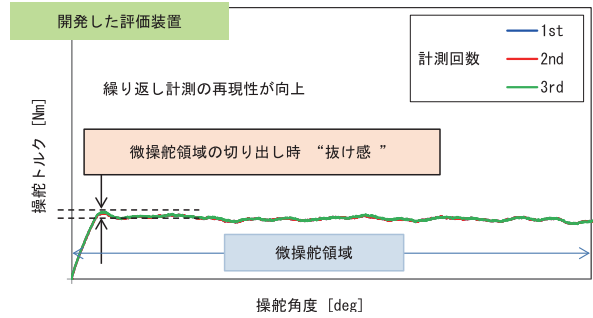 開発した評価装置
1st
計測回数
2nd
3rd
繰り返し計測の再現性が向上
微操舵領域の切り出し時 “抜け感 ”
操舵トルク [Nm]
微操舵領域
操舵角度 [deg]